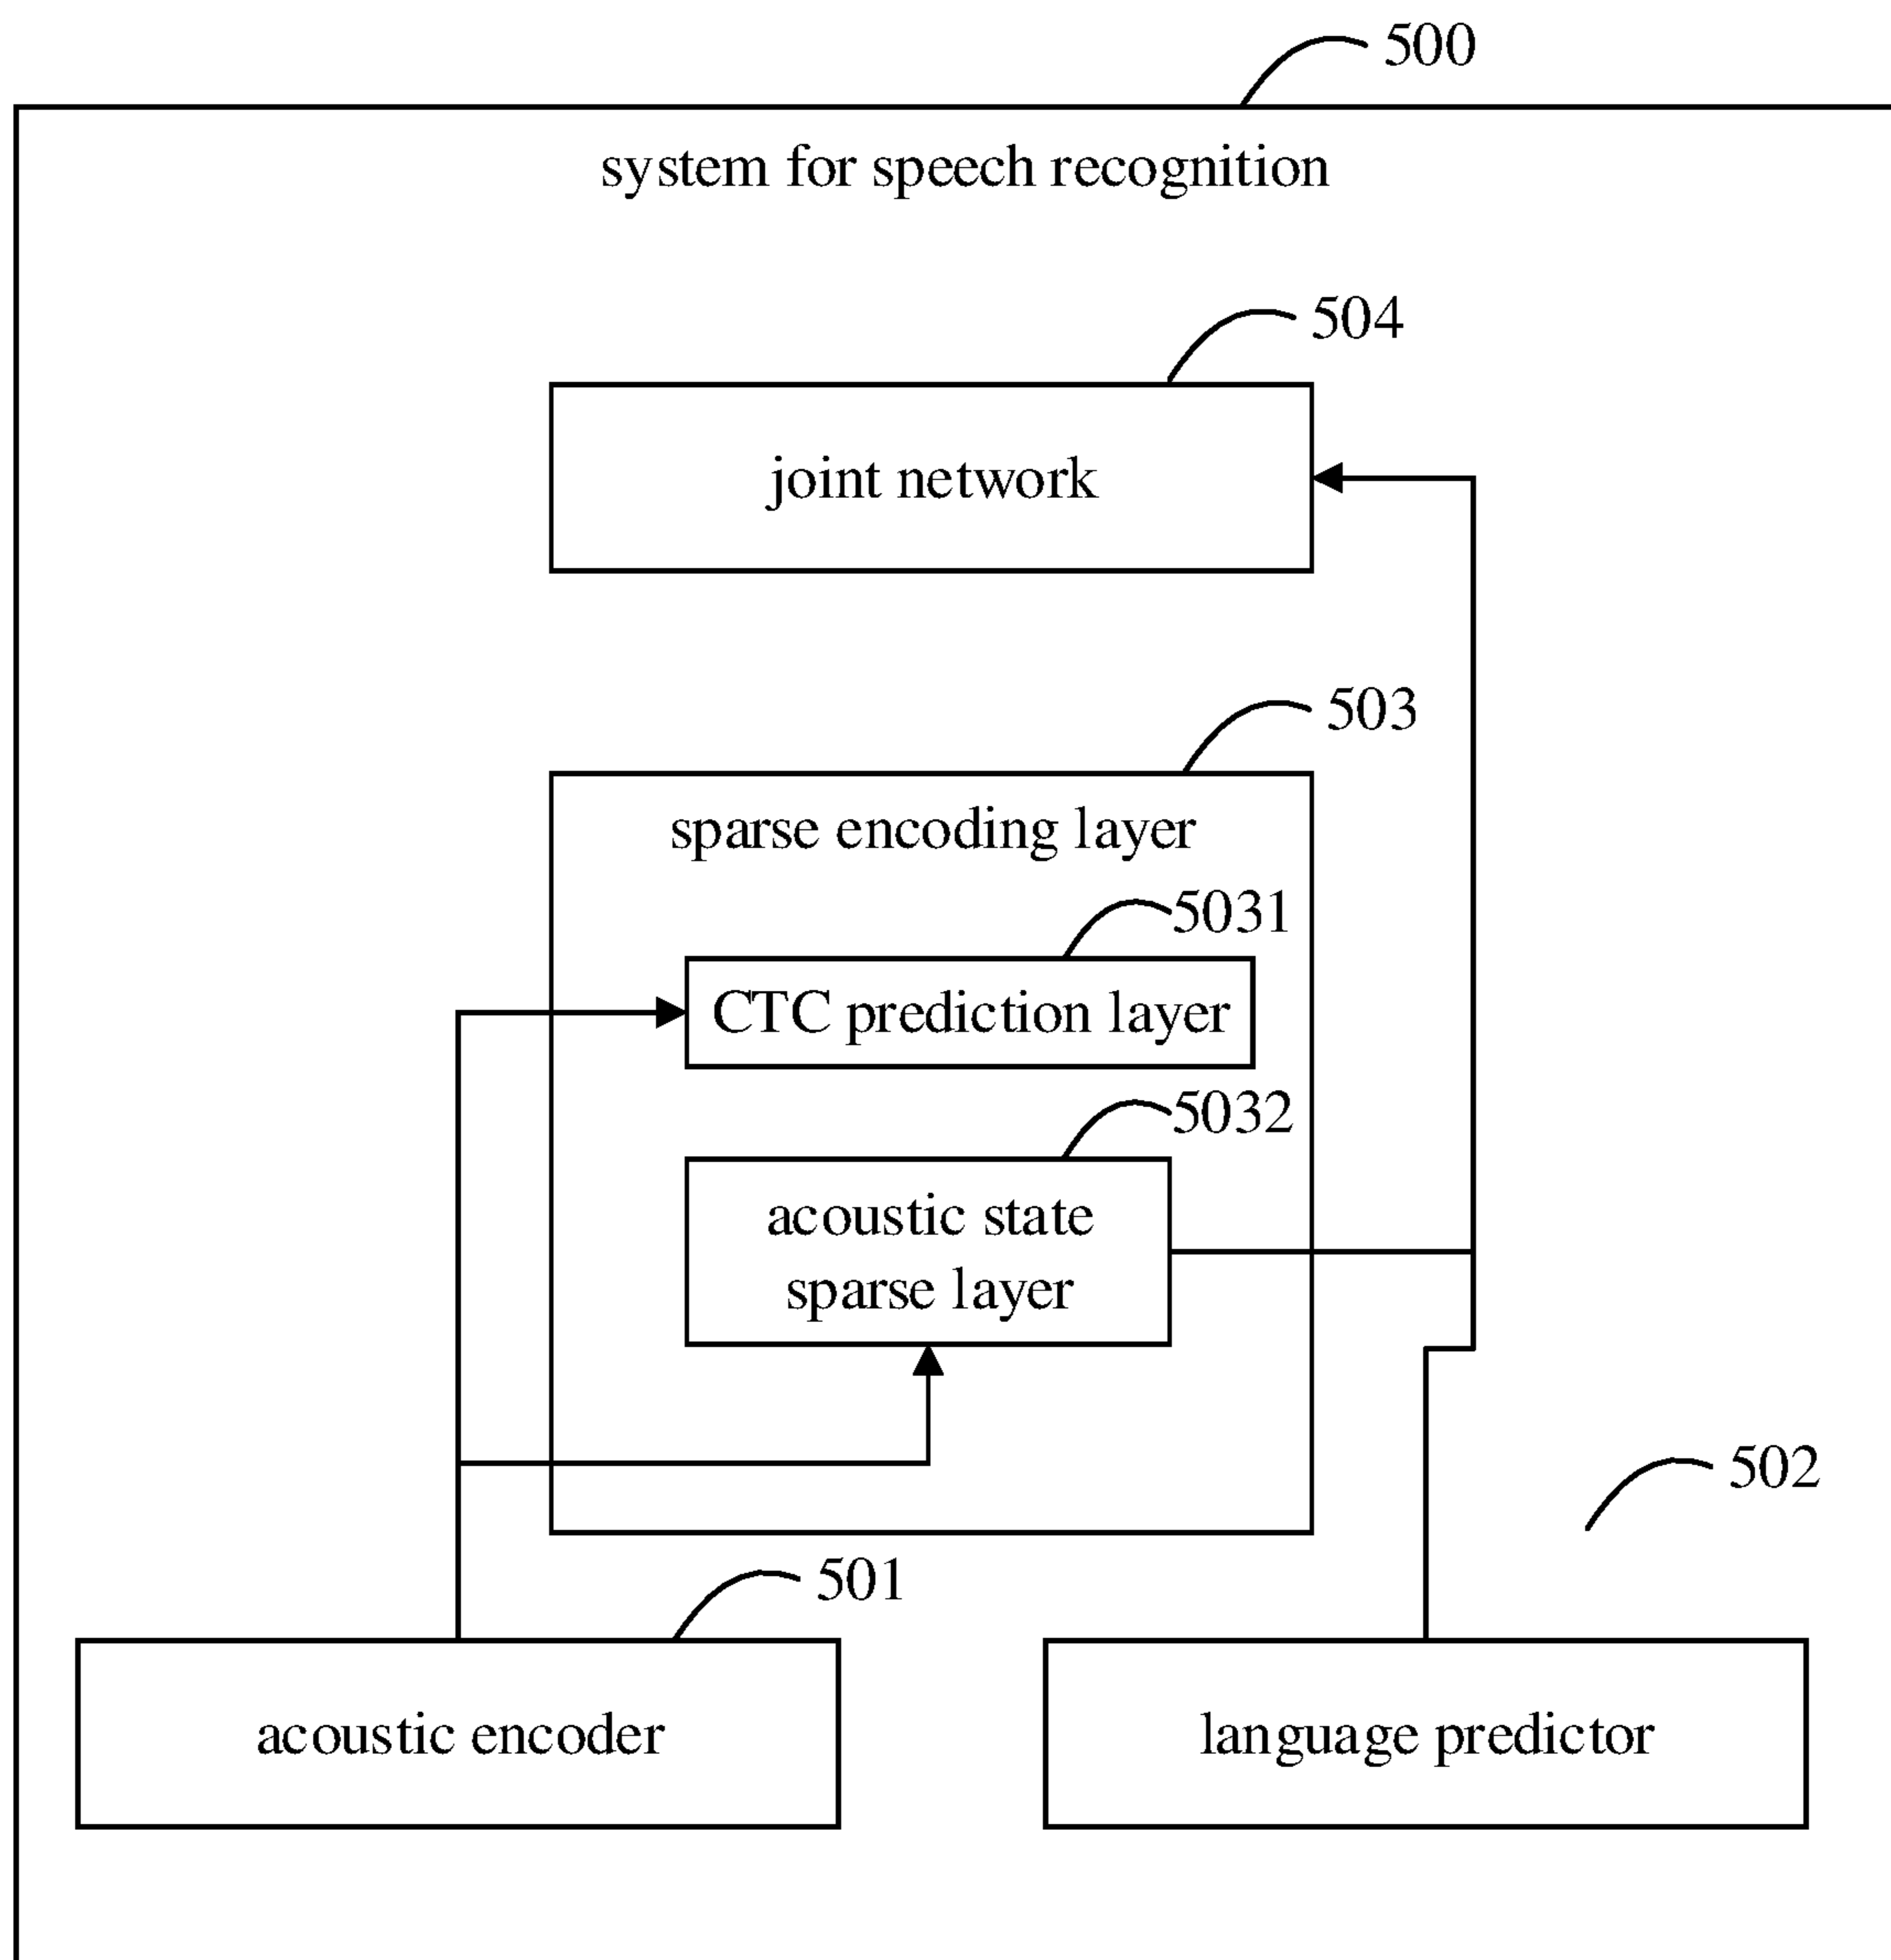 500
system for speech recognition
504
joint network
503
sparse encoding layer
5031
CTC prediction layer
5032
acoustic state
sparse layer
502
501
acoustic encoder
language predictor